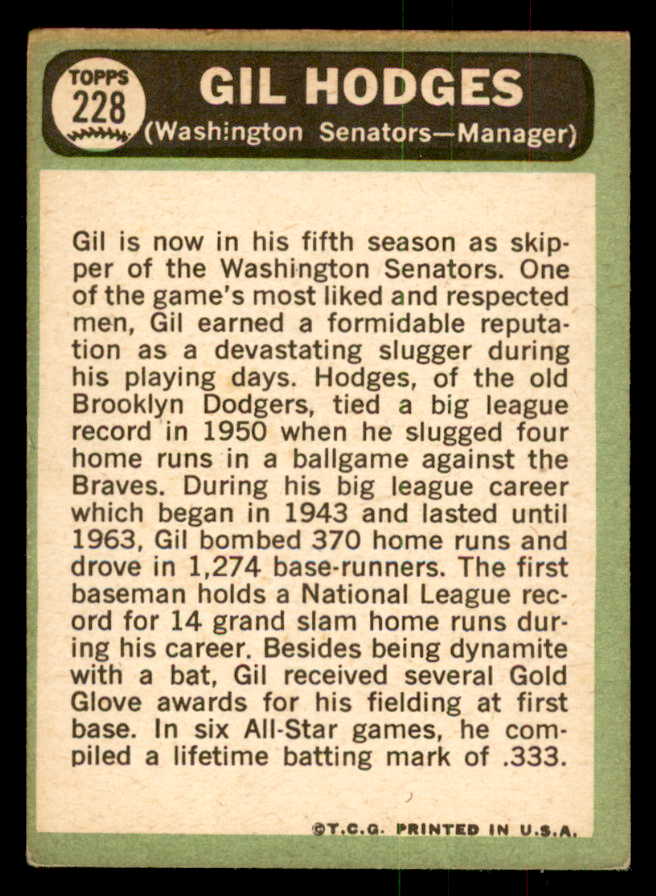 TOPPS
228
GIL HODGES
(Washington Senators—Manager)
Gil is now in his fifth season as skip-
per of the Washington Senators. One
of the game's most liked and respected
men, Gil earned a formidable reputa-
tion as a devastating slugger during
his playing days. Hodges, of the old
Brooklyn Dodgers, tied a big league
record in 1950 when he slugged four
home runs in a ballgame against the
Braves. During his big league career
which began in 1943 and lasted until
1963, Gil bombed 370 home runs and
drove in 1,274 base-runners. The first
baseman holds a National League rec-
ord for 14 grand slam home runs dur-
ing his career. Besides being dynamite
with a bat, Gil received several Gold
Glove awards for his fielding at first
base. In six All-Star games, he com-
piled a lifetime batting mark of .333.
©T.C.G. PRINTED IN U.S.A.